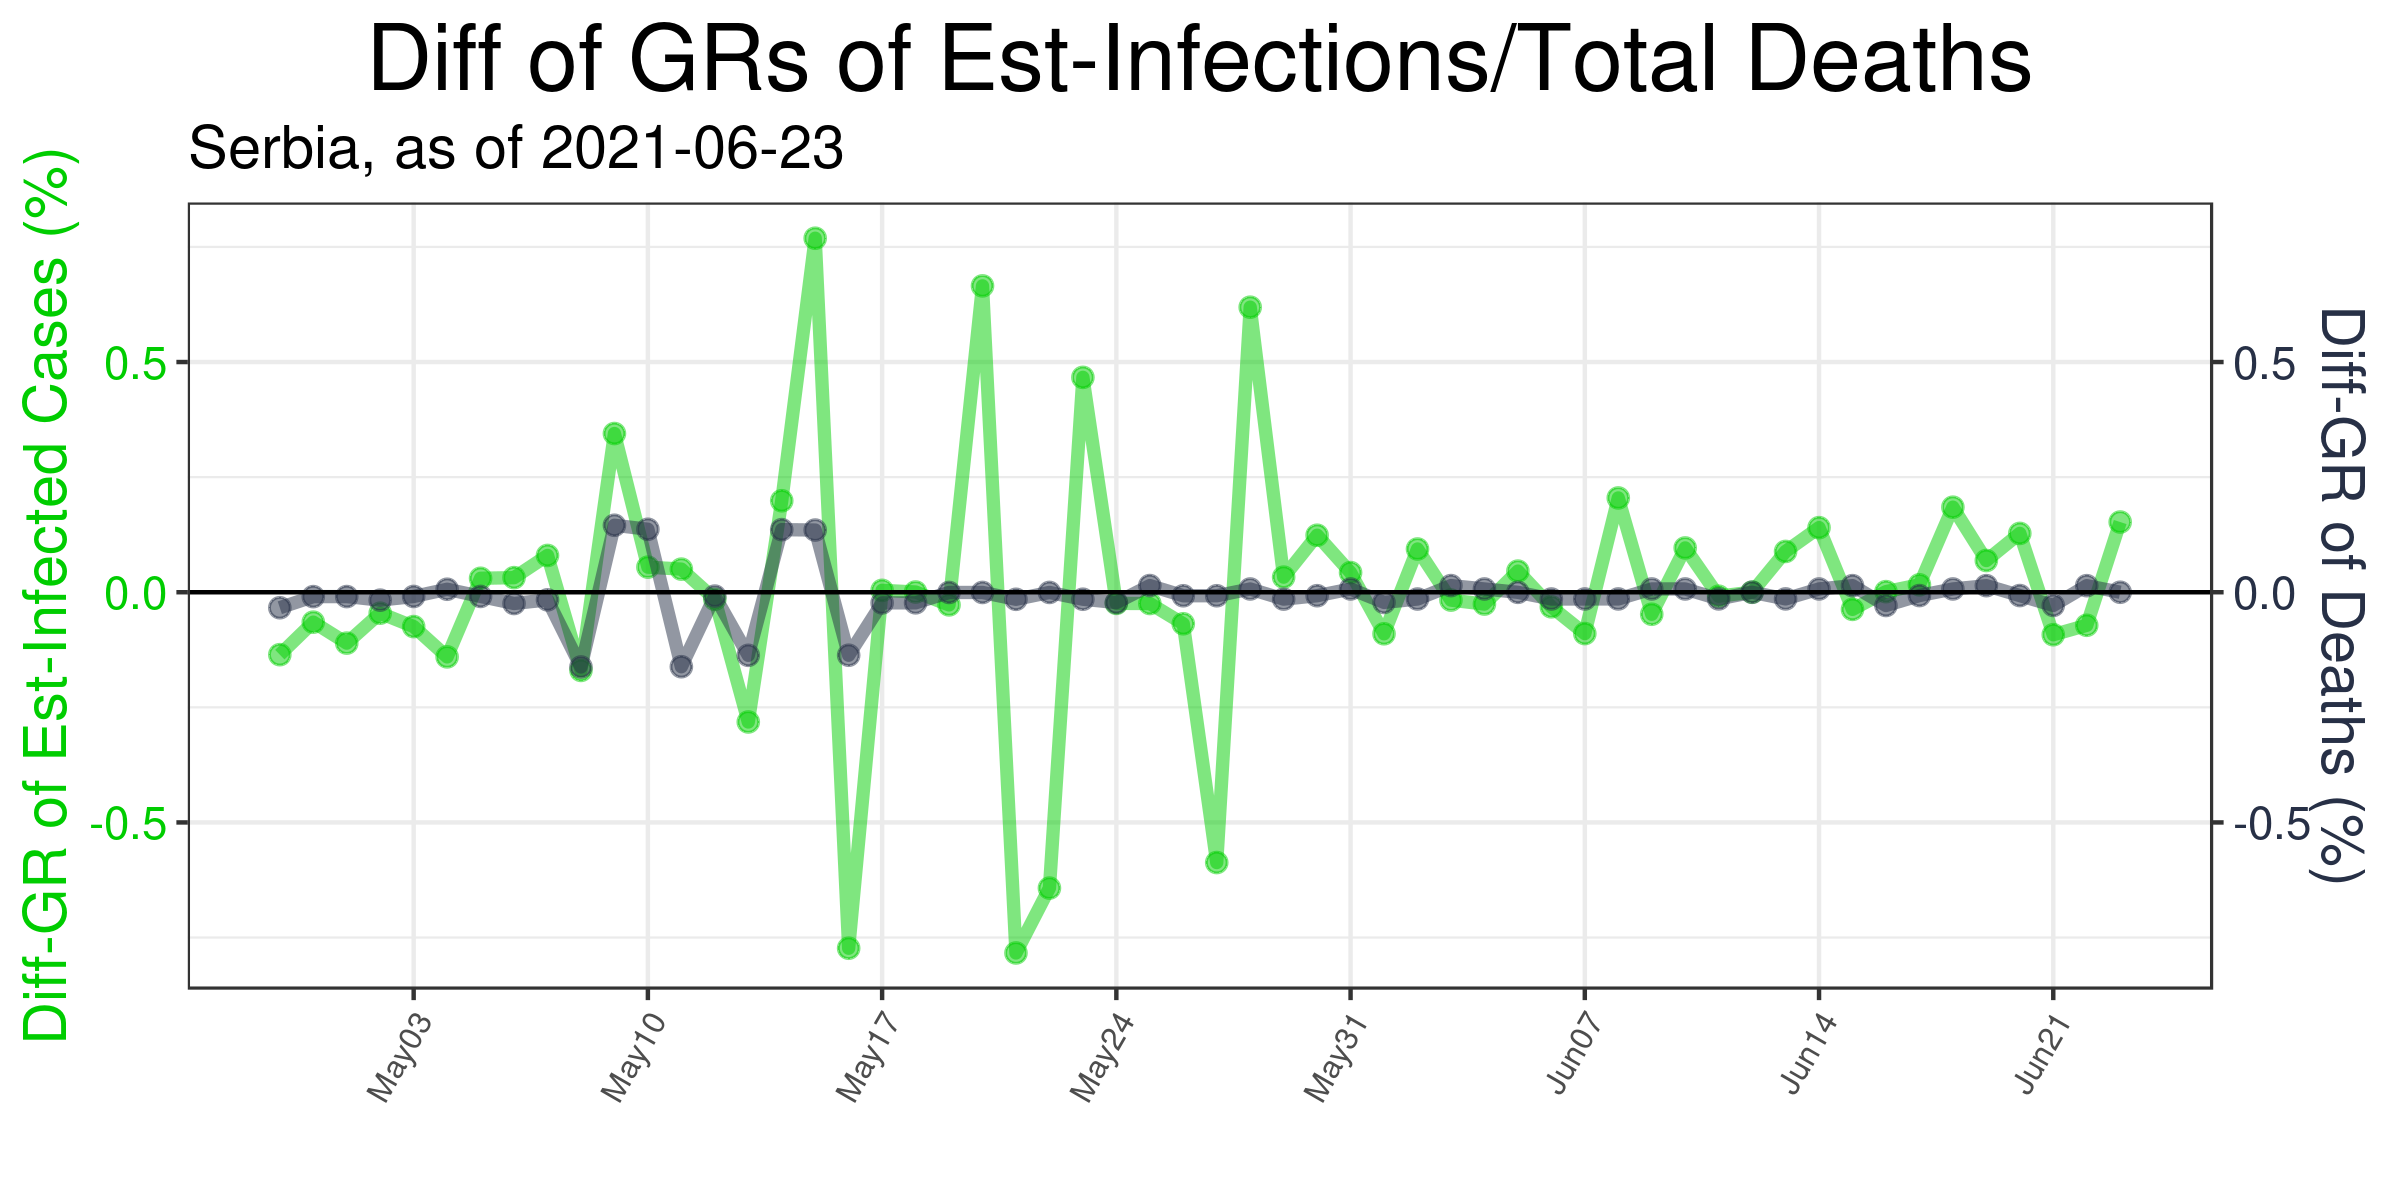 Diff of GRs of Est-Infections/Total Deaths
Serbia, as of 2021-06-23
Diff-GR of Est-Infected Cases (%)
0.5
0.0
-0.5
0.5
0.0
-0.5
Diff-GR of Deaths (%)
May03
May10
May17
May24
May31
Jun07
Jun14
Jun21